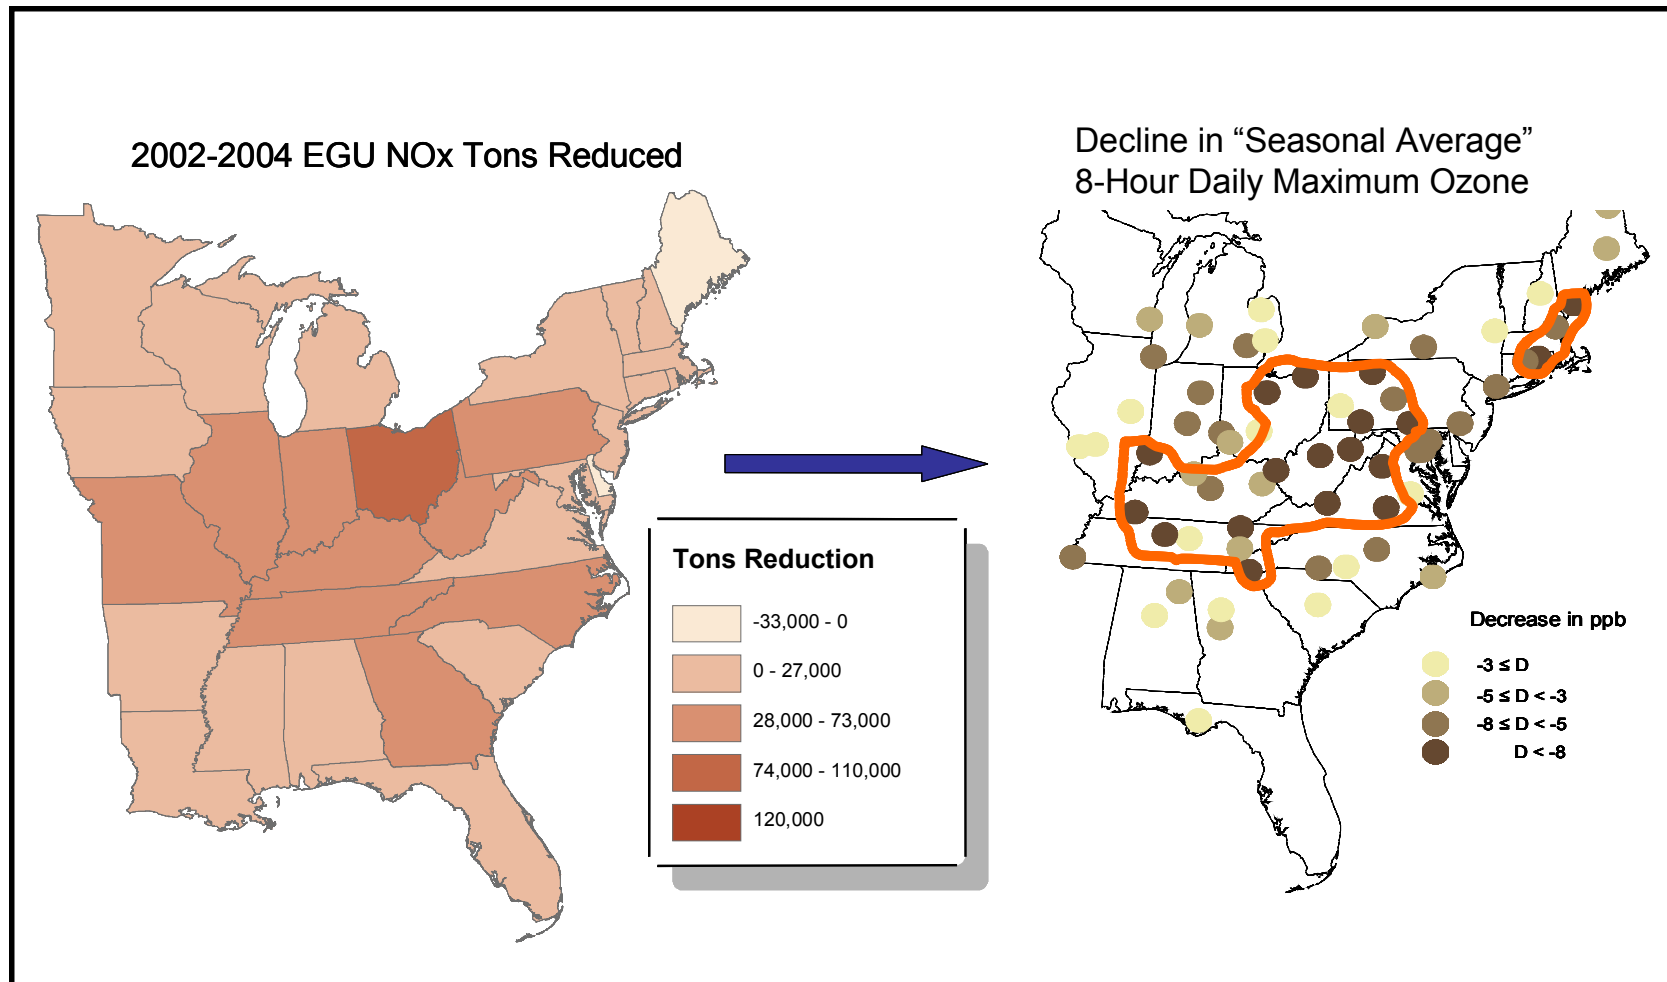 2002-2004 EGU NOx Tons Reduced
Decline in “Seasonal Average”
8-Hour Daily Maximum Ozone
Tons Reduction
-33,000 - 0
0 - 27,000
28,000 - 73,000
74,000 - 110,000
120,000
Decrease in ppb
-3 ≤ D
-5 ≤ D < -3
-8 ≤ D < -5
D < -8